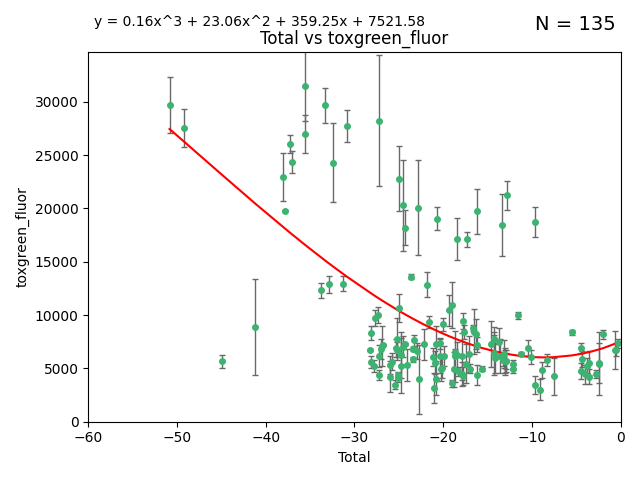 y = 0.16x^3 + 23.06x^2 + 359.25x + 7521.58
N = 135
Total vs toxgreen_fluor
toxgreen_fluor
30000
25000
20000
15000
10000
5000
0
−60
−50
−40
−30
−20
−10
0
Total